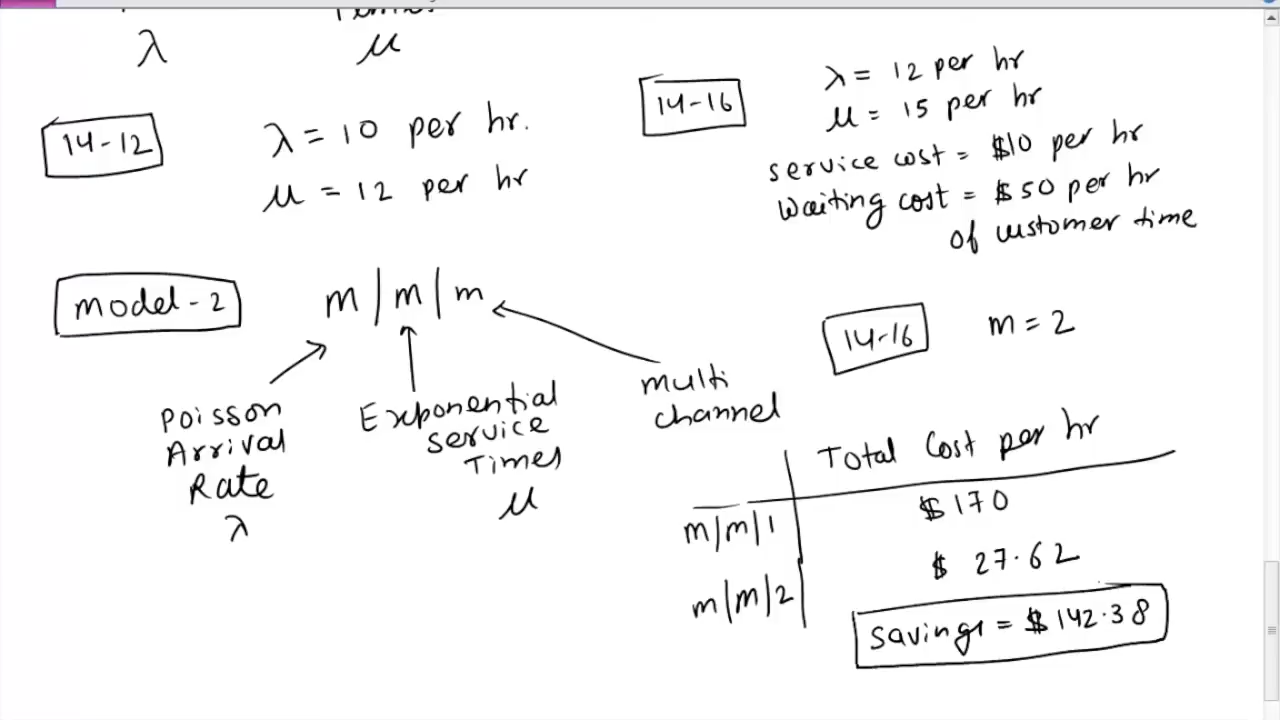 λ μ
14-12
λ = 10 per hr.
μ = 12 per hr
14-16
λ = 12 per hr
μ = 15 per hr
service cost = $10 per hr
waiting cost = $50 per hr
of customer time
model-2
m/m/m
Poisson
Arrival
Rate
λ
Exponential
service
Times
μ
multi
channel
14-16
m = 2
Total Cost per hr
m/m/1 $170
m/m/2 $27.62
savings = $142.38